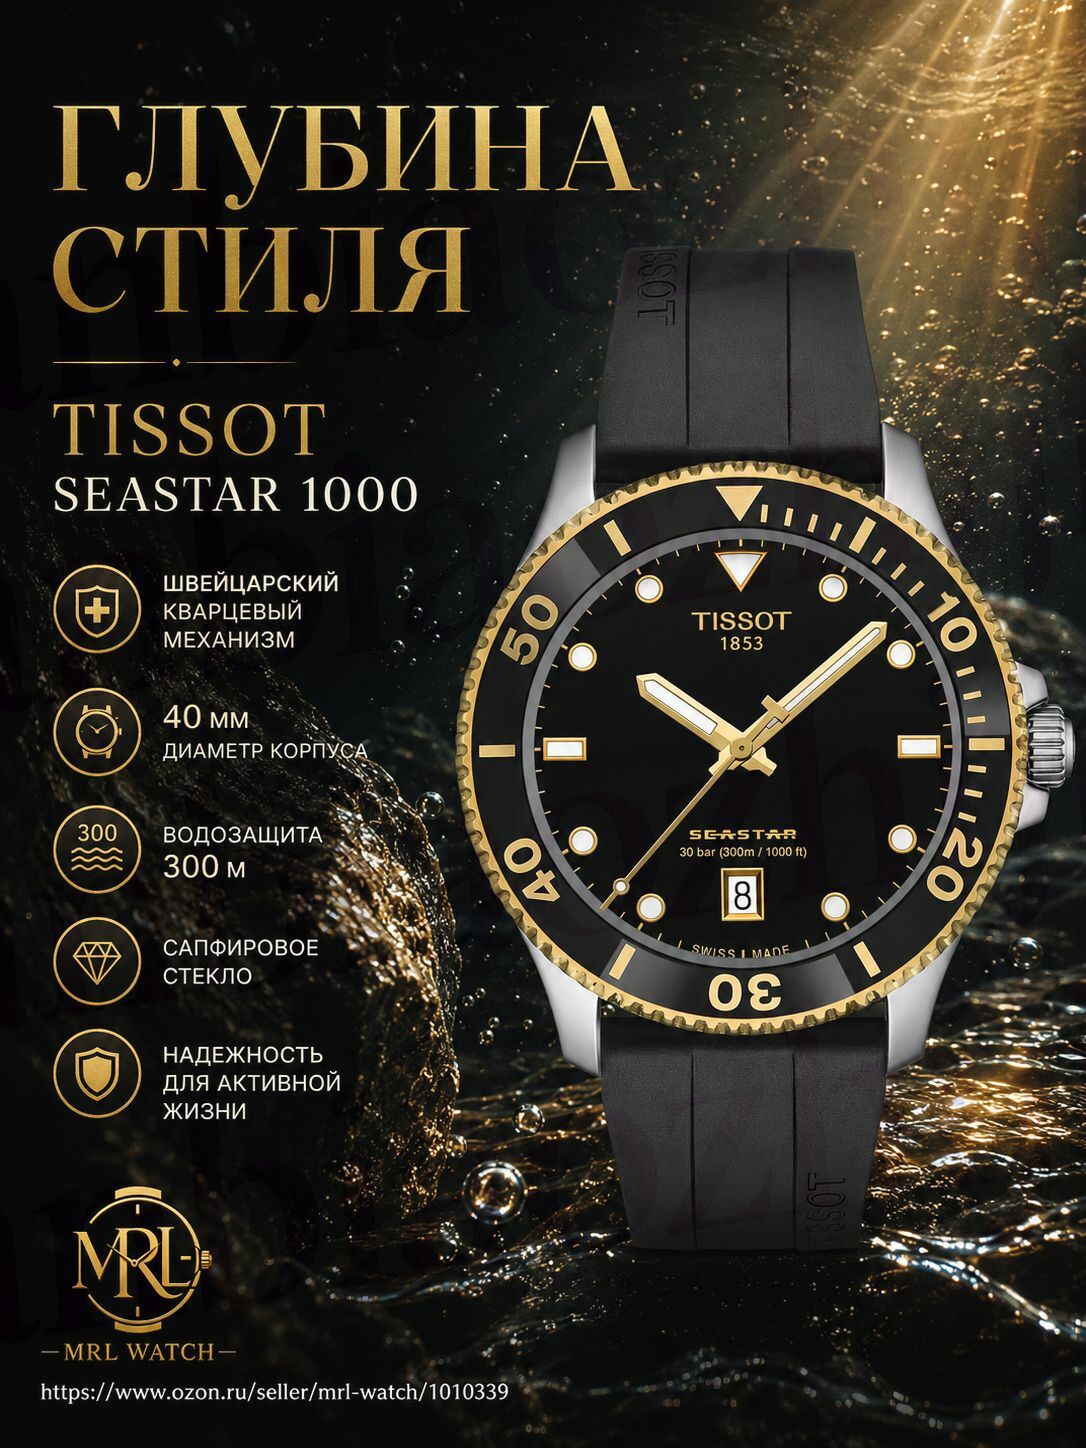 ГЛУБИНА
СТИЛЯ
TISSOT
SEASTAR 1000
ШВЕЙЦАРСКИЙ
КВАРЦЕВЫЙ
МЕХАНИЗМ
40 ММ
ДИАМЕТР КОРПУСА
300
ВОДОЗАЩИТА
300 М
САПФИРОВОЕ
СТЕКЛО
НАДЕЖНОСТЬ
ДЛЯ АКТИВНОЙ
ЖИЗНИ
MRL
MRL WATCH
https://www.ozon.ru/seller/mrl-watch/1010339
TISSOT
50
10
TISSOT
1853
40
20
SEASTAR
30 bar (300m / 1000 ft)
8
SWISS MADE
30
TISSOT